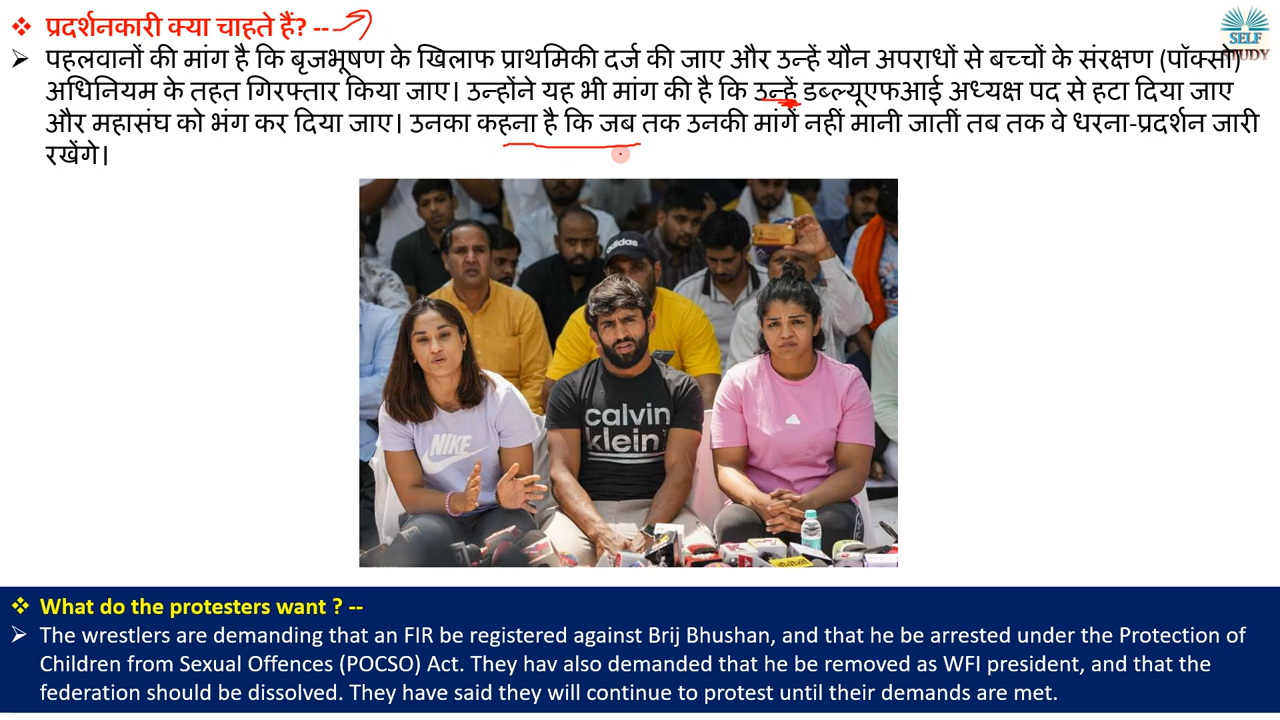 ❖ प्रदर्शनकारी क्या चाहते हैं? --
SELF
STUDY
➢ पहलवानों की मांग है कि बृजभूषण के खिलाफ प्राथमिकी दर्ज की जाए और उन्हें यौन अपराधों से बच्चों के संरक्षण (पॉक्सो)
अधिनियम के तहत गिरफ्तार किया जाए। उन्होंने यह भी मांग की है कि उन्हें डब्ल्यूएफआई अध्यक्ष पद से हटा दिया जाए
और महासंघ को भंग कर दिया जाए। उनका कहना है कि जब तक उनकी मांगें नहीं मानी जातीं तब तक वे धरना-प्रदर्शन जारी
रखेंगे।
adidas
NIKE
calvin
klein
❖ What do the protesters want ? --
➢ The wrestlers are demanding that an FIR be registered against Brij Bhushan, and that he be arrested under the Protection of
Children from Sexual Offences (POCSO) Act. They hav also demanded that he be removed as WFI president, and that the
federation should be dissolved. They have said they will continue to protest until their demands are met.